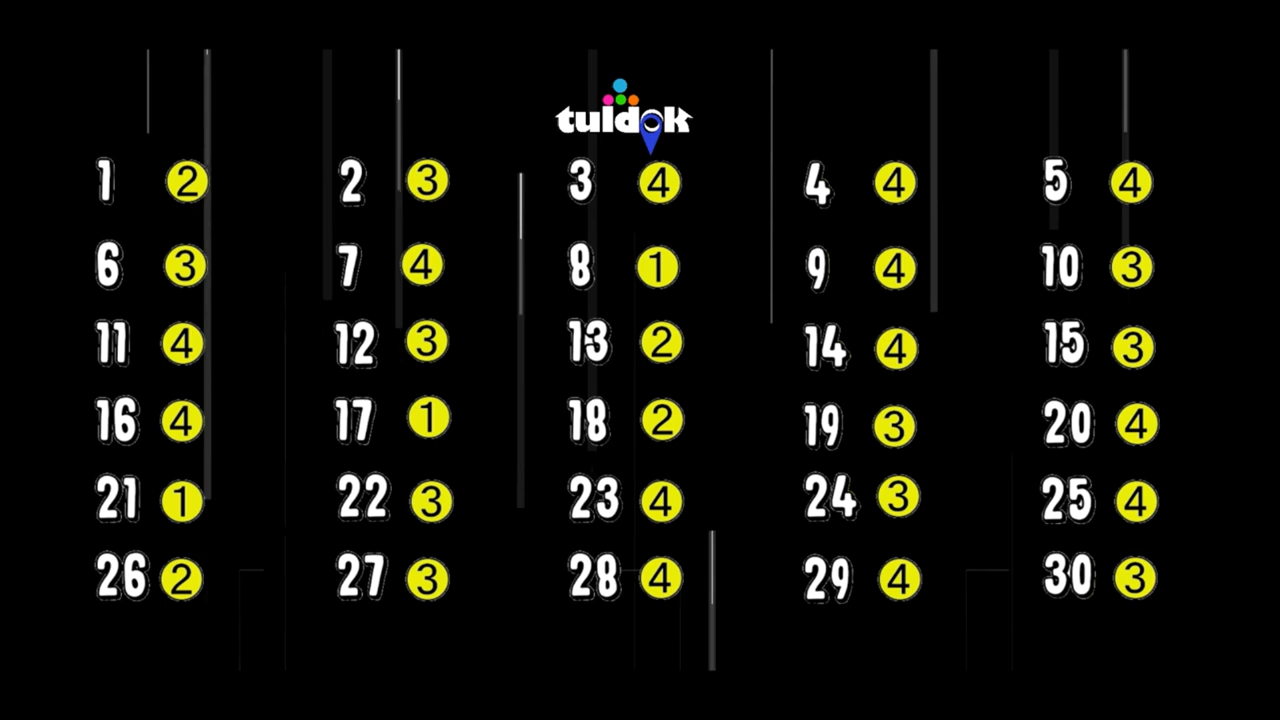 tuldok
1 2 2 3 3 4 4 4 5 4
6 3 7 4 8 1 9 4 10 3
11 4 12 3 13 2 14 4 15 3
16 4 17 1 18 2 19 3 20 4
21 1 22 3 23 4 24 3 25 4
26 2 27 3 28 4 29 4 30 3